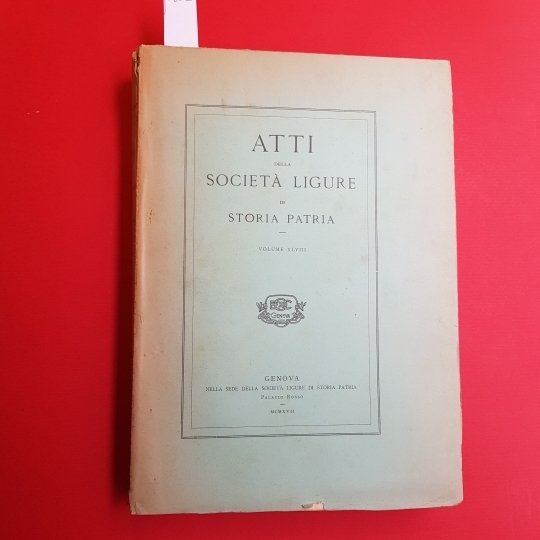 ATTI
DELLA
SOCIETÀ LIGURE
DI
STORIA PATRIA
VOLUME XLVIII
GENOVA
GENOVA
NELLA SEDE DELLA SOCIETÀ LIGURE DI STORIA PATRIA
PALAZZO ROSSO
MCMXVII